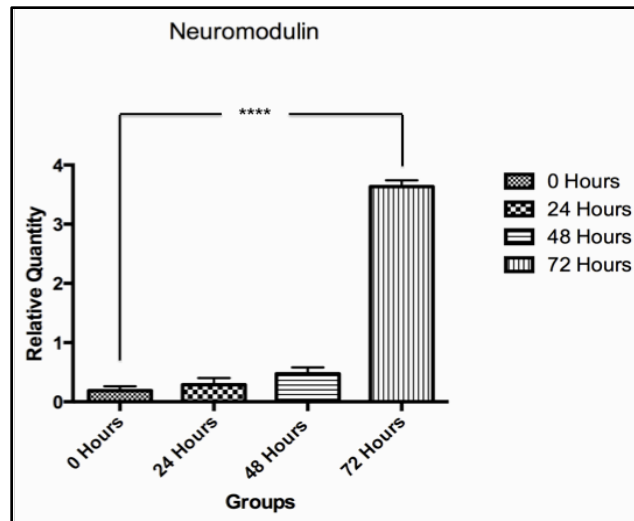 Neuromodulin
****
4
3
2
1
0
Relative Quantity
0 Hours
24 Hours
48 Hours
72 Hours
Groups
0 Hours
24 Hours
48 Hours
72 Hours